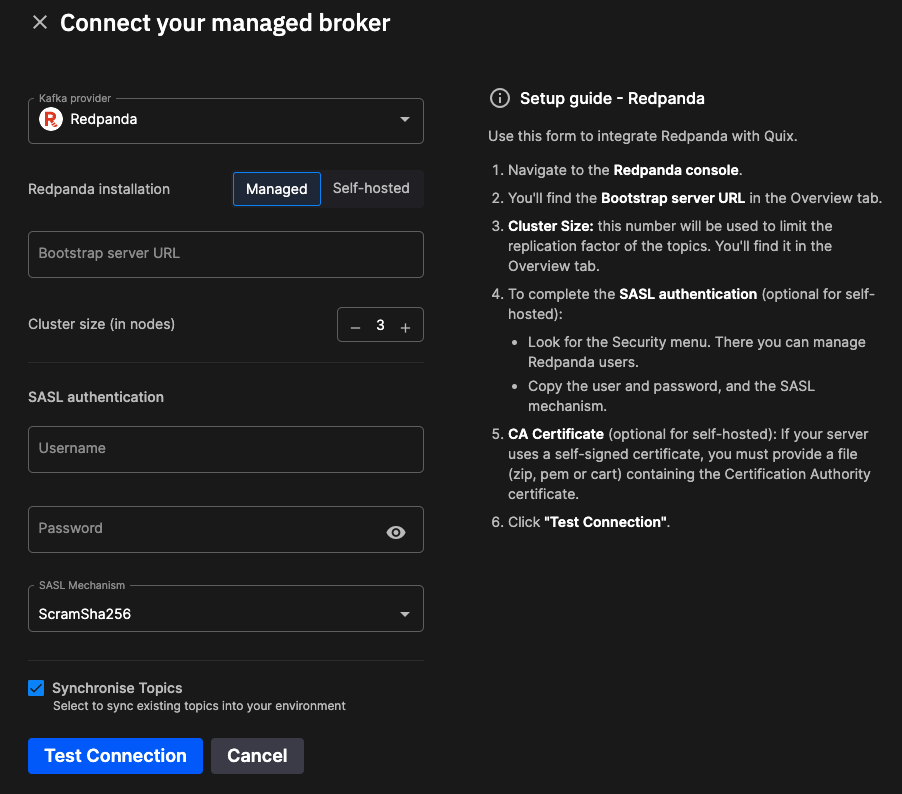 Connect your managed broker
Kafka provider
Redpanda
Redpanda installation
Managed
Self-hosted
Bootstrap server URL
Cluster size (in nodes)
3
SASL authentication
Username
Password
SASL Mechanism
ScramSha256
Synchronise Topics
Select to sync existing topics into your environment
Test Connection
Cancel
Setup guide - Redpanda
Use this form to integrate Redpanda with Quix.
1. Navigate to the Redpanda console.
2. You'll find the Bootstrap server URL in the Overview tab.
3. Cluster Size: this number will be used to limit the
replication factor of the topics. You'll find it in the
Overview tab.
4. To complete the SASL authentication (optional for self-
hosted):
• Look for the Security menu. There you can manage
Redpanda users.
• Copy the user and password, and the SASL
mechanism.
5. CA Certificate (optional for self-hosted): If your server
uses a self-signed certificate, you must provide a file
(zip, pem or cart) containing the Certification Authority
certificate.
6. Click "Test Connection".